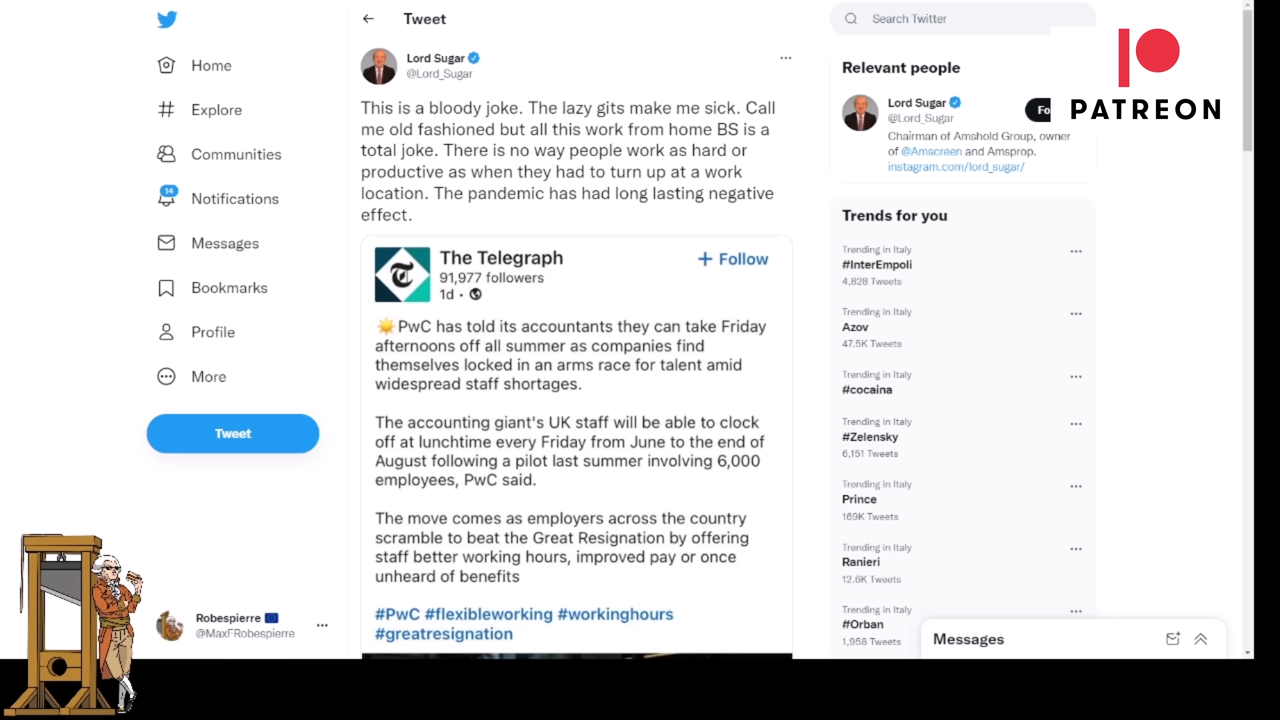 Home
Explore
Communities
14
Notifications
Messages
Bookmarks
Profile
More
Tweet
Robespierre
@MaxFRobespierre
Tweet
Lord Sugar
@Lord_Sugar
This is a bloody joke. The lazy gits make me sick. Call
me old fashioned but all this work from home BS is a
total joke. There is no way people work as hard or
productive as when they had to turn up at a work
location. The pandemic has had long lasting negative
effect.
The Telegraph
+ Follow
91,977 followers
1d •
PwC has told its accountants they can take Friday
afternoons off all summer as companies find
themselves locked in an arms race for talent amid
widespread staff shortages.
The accounting giant's UK staff will be able to clock
off at lunchtime every Friday from June to the end of
August following a pilot last summer involving 6,000
employees, PwC said.
The move comes as employers across the country
scramble to beat the Great Resignation by offering
staff better working hours, improved pay or once
unheard of benefits
#PwC #flexibleworking #workinghours
#greatresignation
Search Twitter
Relevant people
Lord Sugar
@Lord_Sugar
Fo
Chairman of Amshold Group, owner
of @Amscreen and Amsprop.
instagram.com/lord_sugar/
PATREON
Trends for you
Trending in Italy
#InterEmpoli
4,828 Tweets
Trending in Italy
Azov
47.5K Tweets
Trending in Italy
#cocaina
Trending in Italy
#Zelensky
6,151 Tweets
Trending in Italy
Prince
169K Tweets
Trending in Italy
Ranieri
12.6K Tweets
Trending in Italy
#Orban
1,958 Tweets
Messages